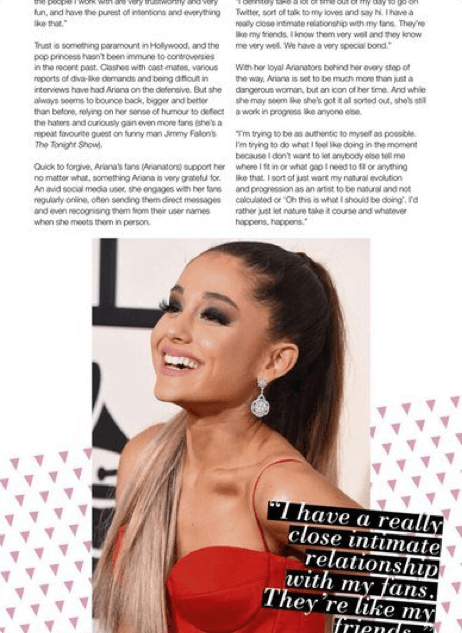 the people I work with are very trustworthy and very
fun, and have the purest of intentions and everything
like that."
Trust is something paramount in Hollywood, and the
pop princess hasn't been immune to controversies
in the recent past. Clashes with cast-mates, various
reports of diva-like demands and being difficult in
interviews have had Ariana on the defensive. But she
always seems to bounce back, bigger and better
than before, relying on her sense of humour to deflect
the haters and curiously gain even more fans (she's a
repeat favourite guest on funny man Jimmy Fallon's
The Tonight Show).
Quick to forgive, Ariana's fans (Arianators) support her
no matter what, something Ariana is very grateful for.
An avid social media user, she engages with her fans
regularly online, often sending them direct messages
and even recognising them from their user names
when she meets them in person.
"I definitely take a lot of time out of my day to go on
Twitter, sort of talk to my loves and say hi. I have a
really close intimate relationship with my fans. They're
like my friends. I know them very well and they know
me very well. We have a very special bond."
With her loyal Arianators behind her every step of
the way, Ariana is set to be much more than just a
dangerous woman, but an icon of her time. And while
she may seem like she's got it all sorted out, she's still
a work in progress like anyone else.
"I'm trying to be as authentic to myself as possible.
I'm trying to do what I feel like doing in the moment
because I don't want to let anybody else tell me
where I fit in or what gap I need to fill or anything
like that. I sort of just want my natural evolution
and progression as an artist to be natural and not
calculated or 'Oh this is what I should be doing'. I'd
rather just let nature take it course and whatever
happens, happens."
"I have a really
close intimate
relationship
with my fans.
They're like my
friends."